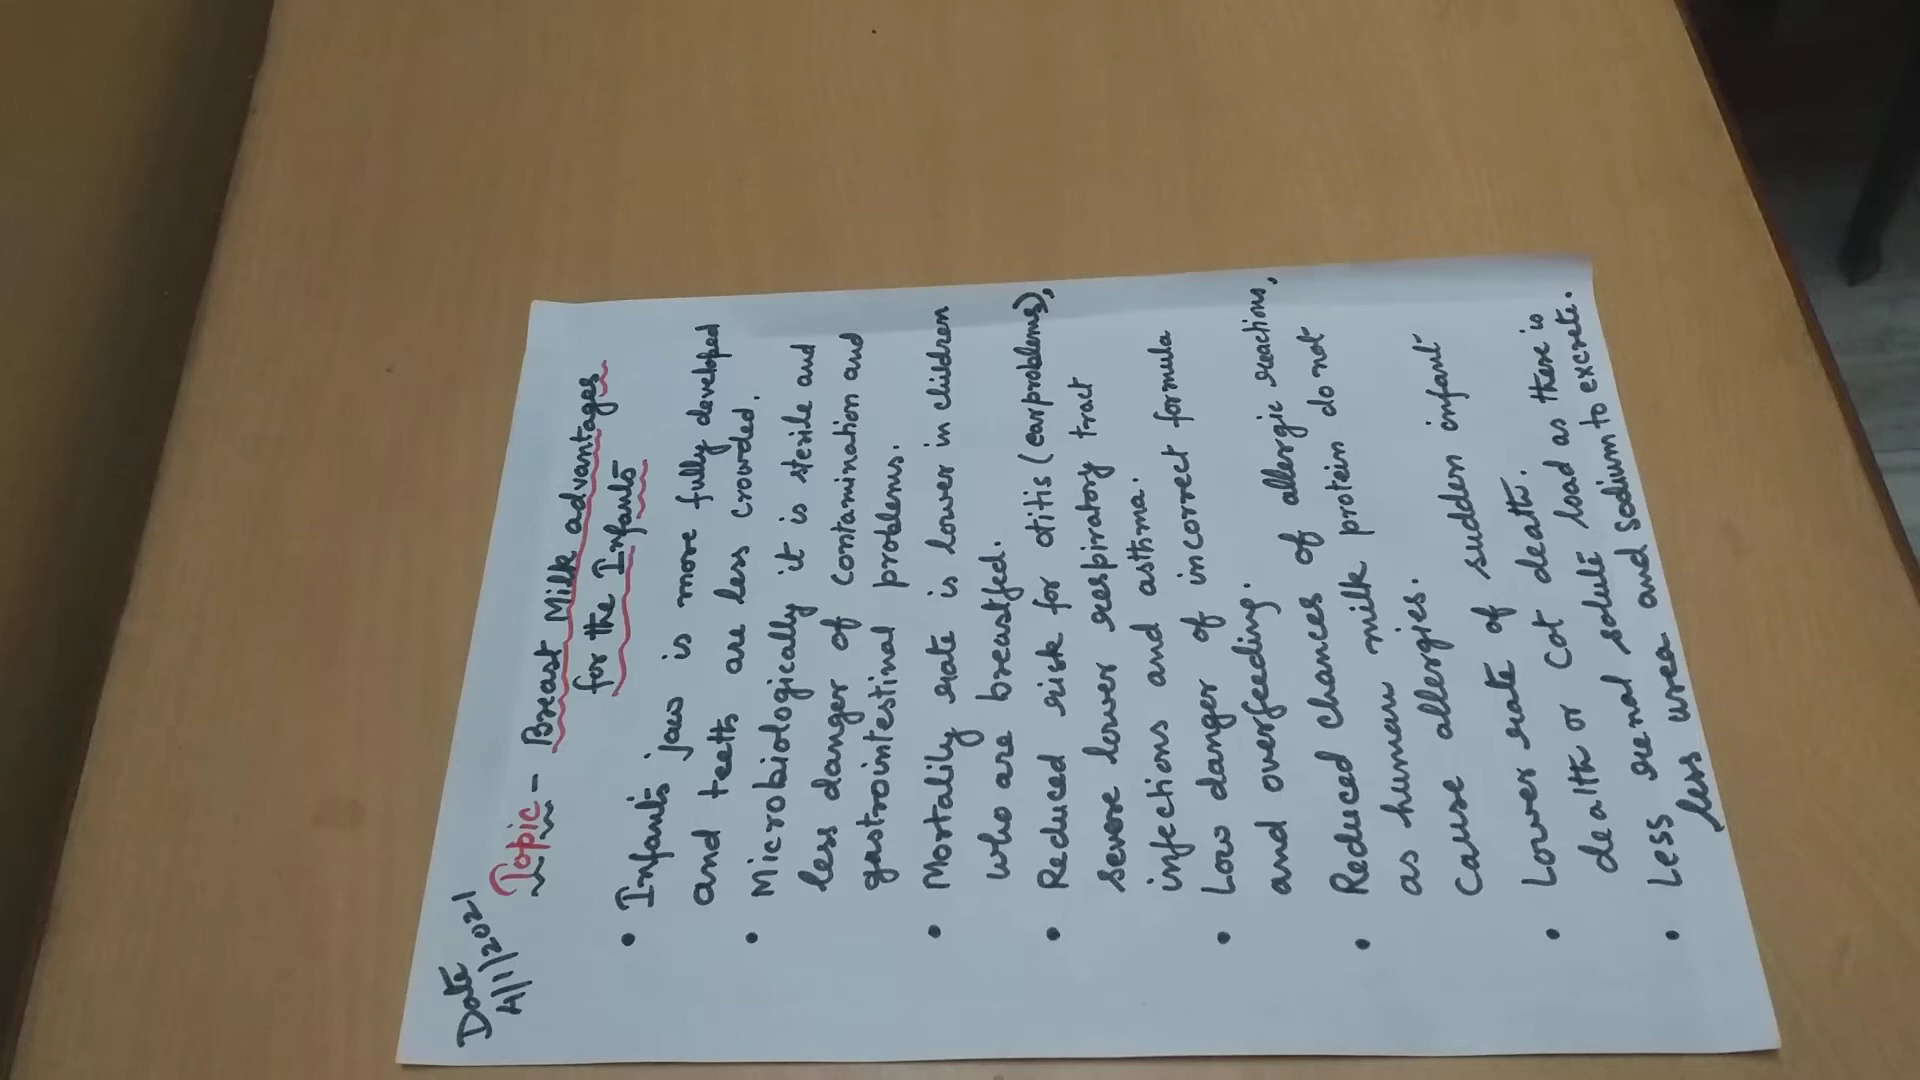 Date
4/1/2021
Topic - Breast Milk advantages
for the Infants
• Infants jaw is more fully developed
and teeth are less crowded.
• Microbiologically it is sterile and
less danger of contamination and
gastrointestinal problems.
• Mortality rate is lower in children
who are breastfed.
• Reduced risk for otitis (ear problems),
severe lower respiratory tract
infections and asthma.
• Low danger of incorrect formula
and overfeeding.
• Reduced chances of allergic reactions,
as human milk protein do not
cause allergies.
• Lower rate of sudden infant
death or cot death.
• Less renal solute load as there is
less urea and sodium to excrete.